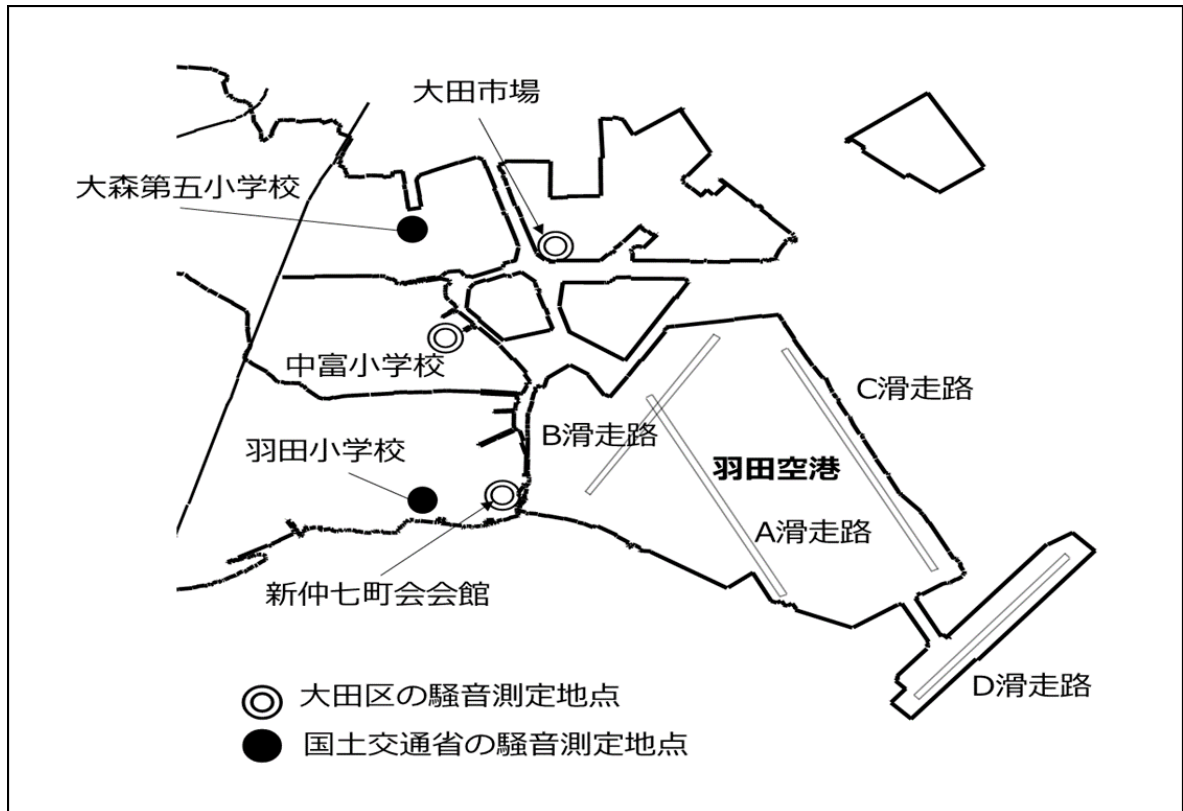 大田市場
大森第五小学校
中富小学校
C滑走路
B滑走路
羽田小学校
羽田空港
A滑走路
新仲七町会会館
D滑走路
大田区の騒音測定地点
国土交通省の騒音測定地点